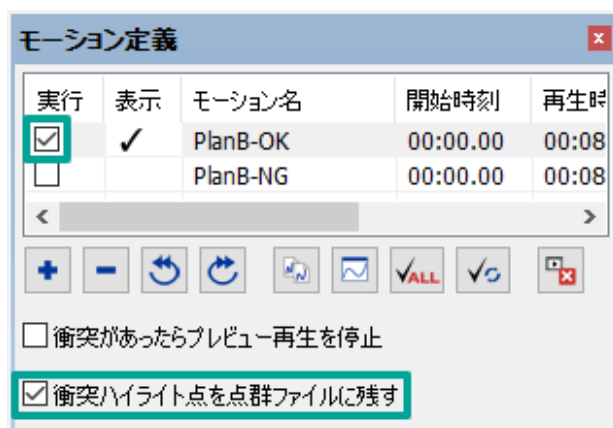 モーション定義
実行 表示 モーション名 開始時刻 再生時
PlanB-OK 00:00.00 00:08
PlanB-NG 00:00.00 00:08
ALL
衝突があったらプレビュー再生を停止
衝突ハイライト点を点群ファイルに残す